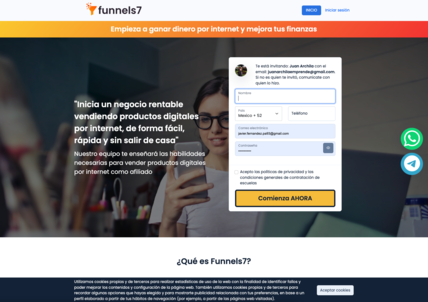 funnels7
INICIO
Iniciar sesión
Empieza a ganar dinero por internet y mejora tus finanzas
"Inicia un negocio rentable
vendiendo productos digitales
por internet, de forma fácil,
rápida y sin salir de casa"
Nuestro equipo te enseñará las habilidades
necesarias para vender productos digitales
por internet como afiliado
Te está invitando: Juan Archila con el
email: juanarchilaemprende@gmail.com.
Si no es quien te invitó, comunícate con
quien lo hizo.
Nombre
País
Mexico + 52
Teléfono
Correo electrónico
Contraseña
Acepto las políticas de privacidad y las
condiciones generales de contratación de
escuelas
Comienza AHORA
¿Qué es Funnels7?
Utilizamos cookies propias y de terceros para realizar estadísticas de uso de la web con la finalidad de identificar fallos y
poder mejorar los contenidos y configuración de la página web. También utilizamos cookies propias y de terceros para
recordar algunas opciones que hayas elegido y para mostrarte publicidad relacionada con tus preferencias, en base a un
perfil elaborado a partir de tus hábitos de navegación (por ejemplo, a partir de las páginas web visitadas)
Aceptar cookies